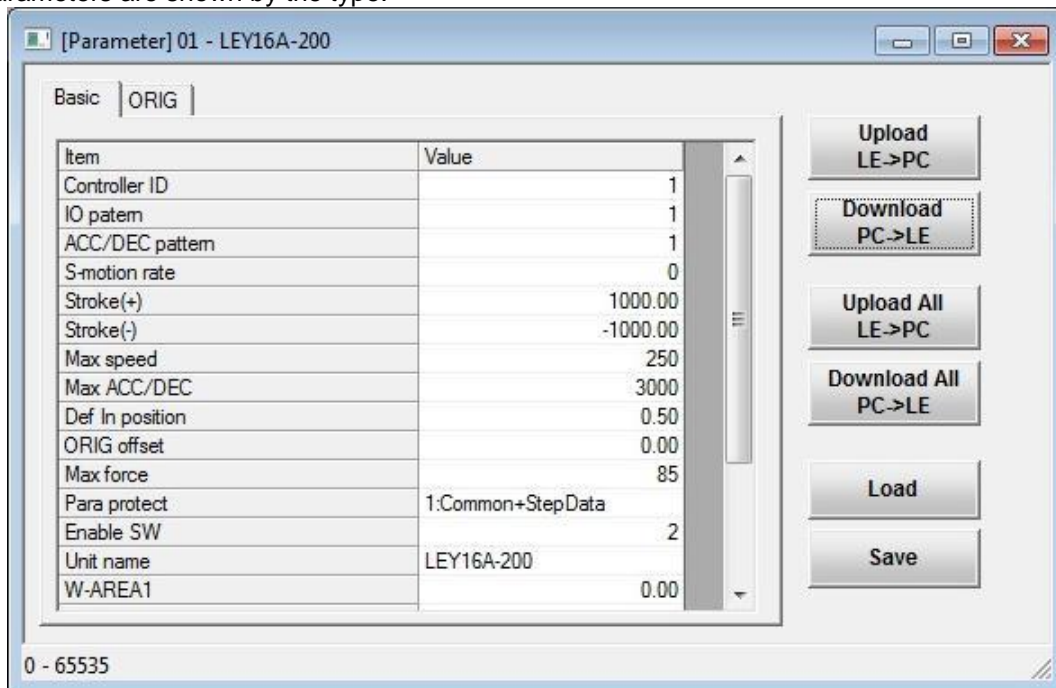 arameters are shown by the type.
[Parameter] 01 - LEY16A-200
Basic ORIG
Item Value
Controller ID 1
IO patern 1
ACC/DEC pattern 1
S-motion rate 0
Stroke(+) 1000.00
Stroke(-) -1000.00
Max speed 250
Max ACC/DEC 3000
Def In position 0.50
ORIG offset 0.00
Max force 85
Para protect 1:Common+StepData
Enable SW 2
Unit name LEY16A-200
W-AREA1 0.00
Upload
LE->PC
Download
PC->LE
Upload All
LE->PC
Download All
PC->LE
Load
Save
0 - 65535